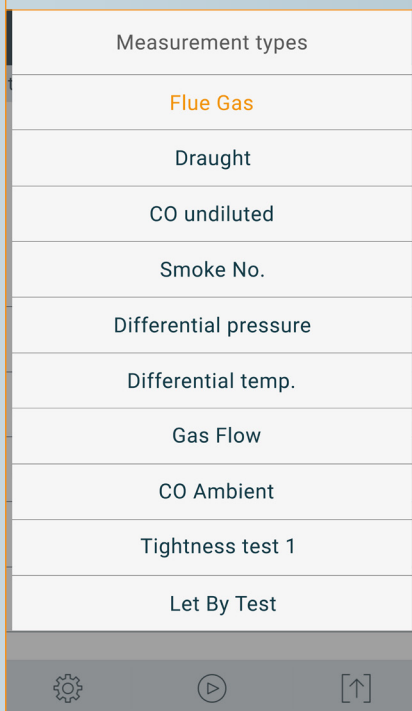 Measurement types
Flue Gas
Draught
CO undiluted
Smoke No.
Differential pressure
Differential temp.
Gas Flow
CO Ambient
Tightness test 1
Let By Test